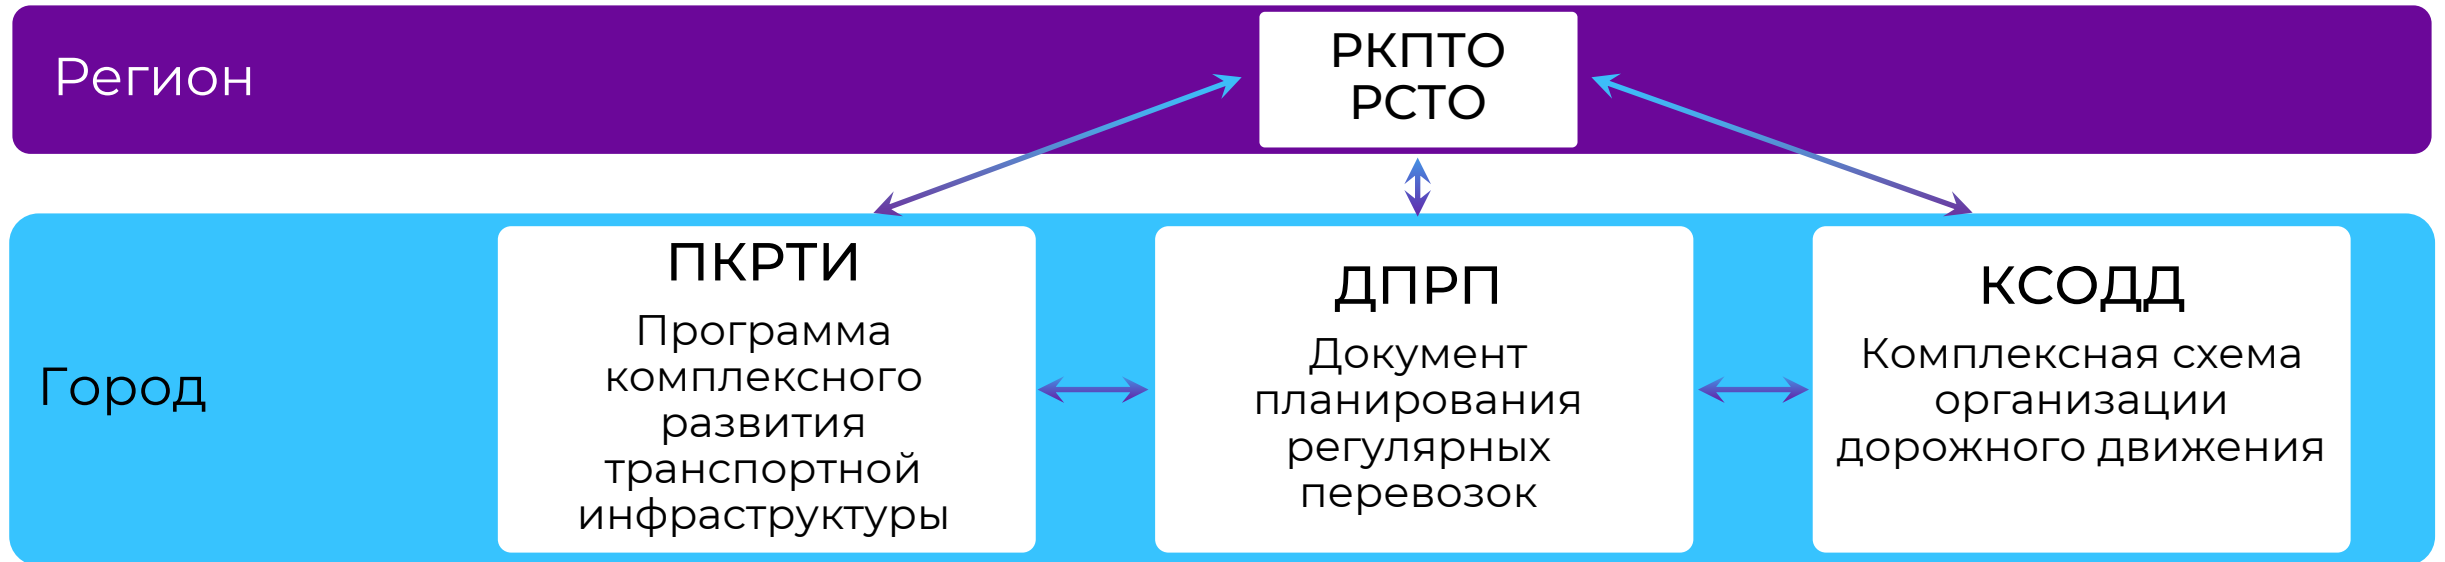 Регион
РКПТО
РСТО
Город
ПКРТИ
Программа
комплексного
развития
транспортной
инфраструктуры
ДПРП
Документ
планирования
регулярных
перевозок
КСОДД
Комплексная схема
организации
дорожного движения